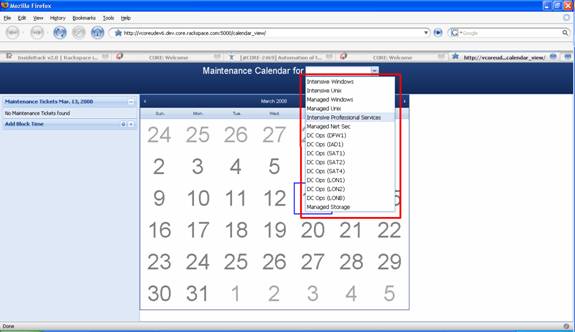 Mozilla Firefox
File Edit View History Bookmarks Tools Help
http://vcoreudev6.dev.core.rackspace.com:5000/calendar_view/
Google
InsideRack v2.0 | Rackspace i...
CORE: Welcome
[#CORE-2469] Automation of I...
CORE: Welcome
http://vcoreud...calendar_view/
Maintenance Calendar for
Maintenance Tickets Mar. 13, 2008
No Maintenance Tickets found
Add Block Time
March 2008
Sun. Mon. Tue. Wed.
24 25 26 27
2 3 4 5
9 10 11 12
16 17 18 19 20 21 22
23 24 25 26 27 28 29
30 31 1 2 3 4 5
Intensive Windows
Intensive Unix
Managed Windows
Managed Unix
Intensive Professional Services
Managed Net Sec
DC Ops (DFW1)
DC Ops (IAD1)
DC Ops (SAT1)
DC Ops (SAT2)
DC Ops (SAT4)
DC Ops (LON1)
DC Ops (LON2)
DC Ops (LON8)
Managed Storage
Done